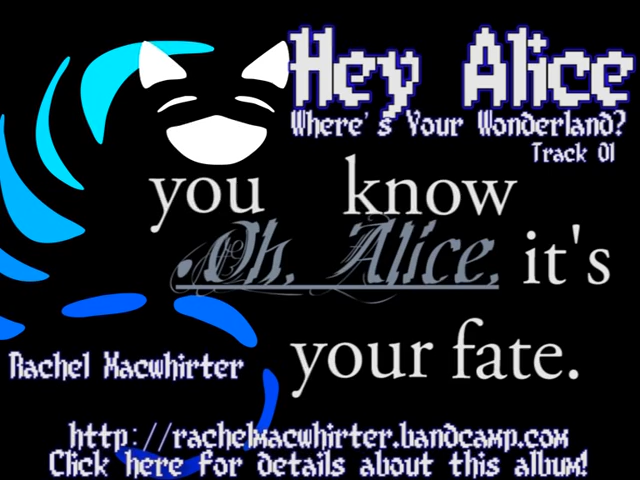 Hey Alice
Where's Your Wonderland?
Track 01
you know
.Oh, Alice, it's
your fate.
Rachel Macwhirter
http://rachelmacwhirter.bandcamp.com
Click here for details about this album!